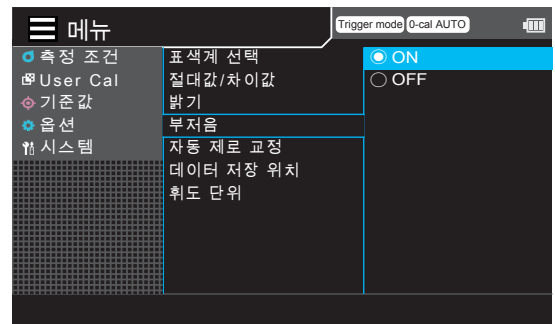 메뉴
Trigger mode 0-cal AUTO
측정 조건
User Cal
기준값
옵션
시스템
표색계 선택
절대값/차이값
밝기
부저음
자동 제로 교정
데이터 저장 위치
휘도 단위
ON
OFF